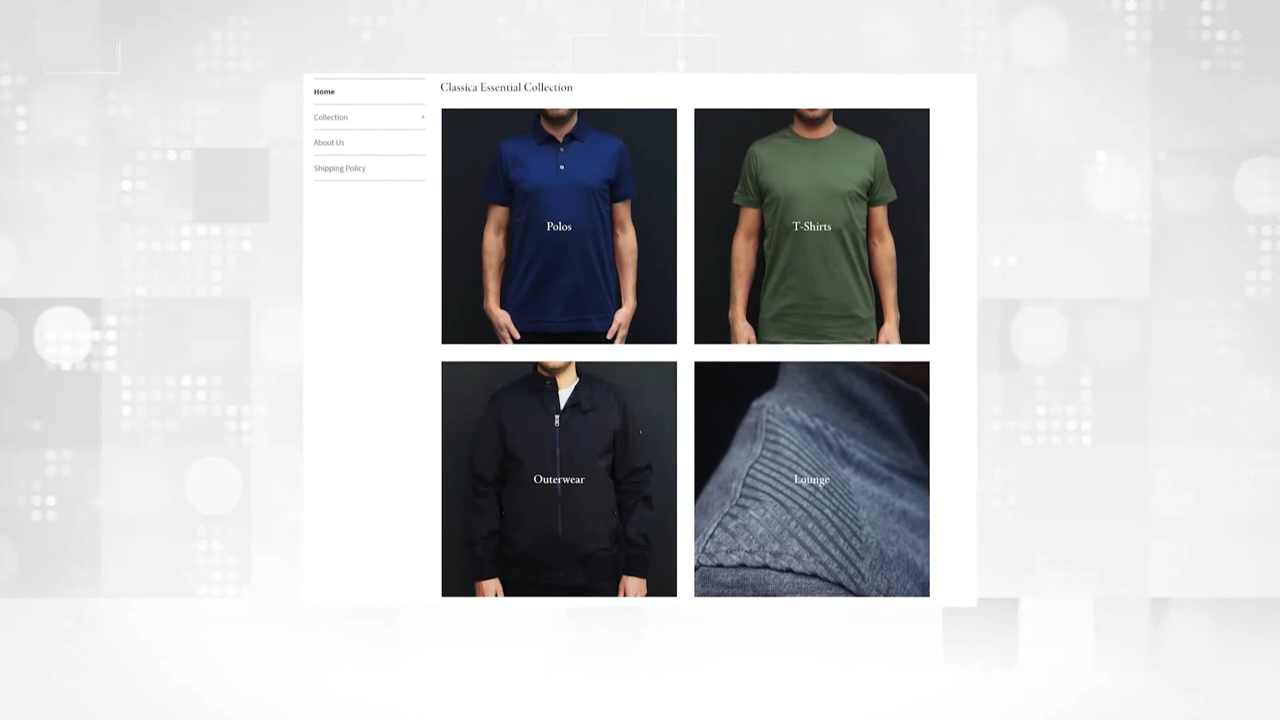 Home
Collection +
About Us
Shipping Policy
Classica Essential Collection
Polos
T-Shirts
Outerwear
Lounge